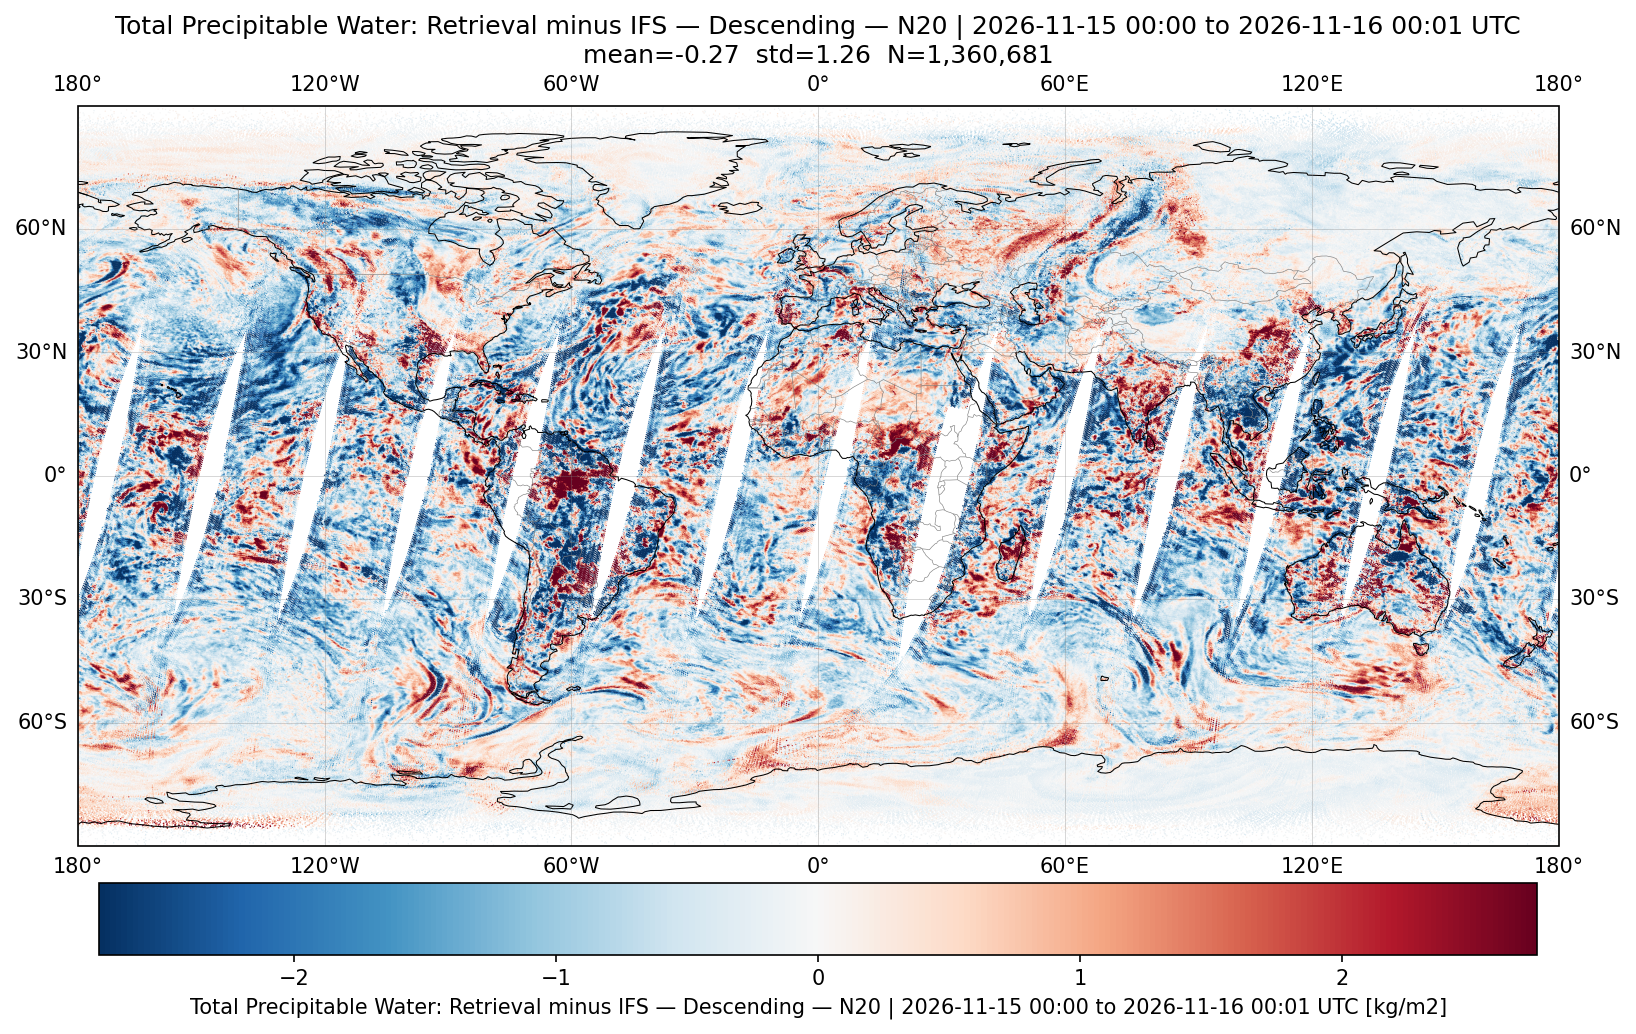 Total Precipitable Water: Retrieval minus IFS — Descending — N20 | 2026-11-15 00:00 to 2026-11-16 00:01 UTC
mean=-0.27  std=1.26  N=1,360,681
180° 120°W 60°W 0° 60°E 120°E 180°
60°N 60°N
30°N 30°N
0° 0°
30°S 30°S
60°S 60°S
180° 120°W 60°W 0° 60°E 120°E 180°
−2 −1 0 1 2
Total Precipitable Water: Retrieval minus IFS — Descending — N20 | 2026-11-15 00:00 to 2026-11-16 00:01 UTC [kg/m2]